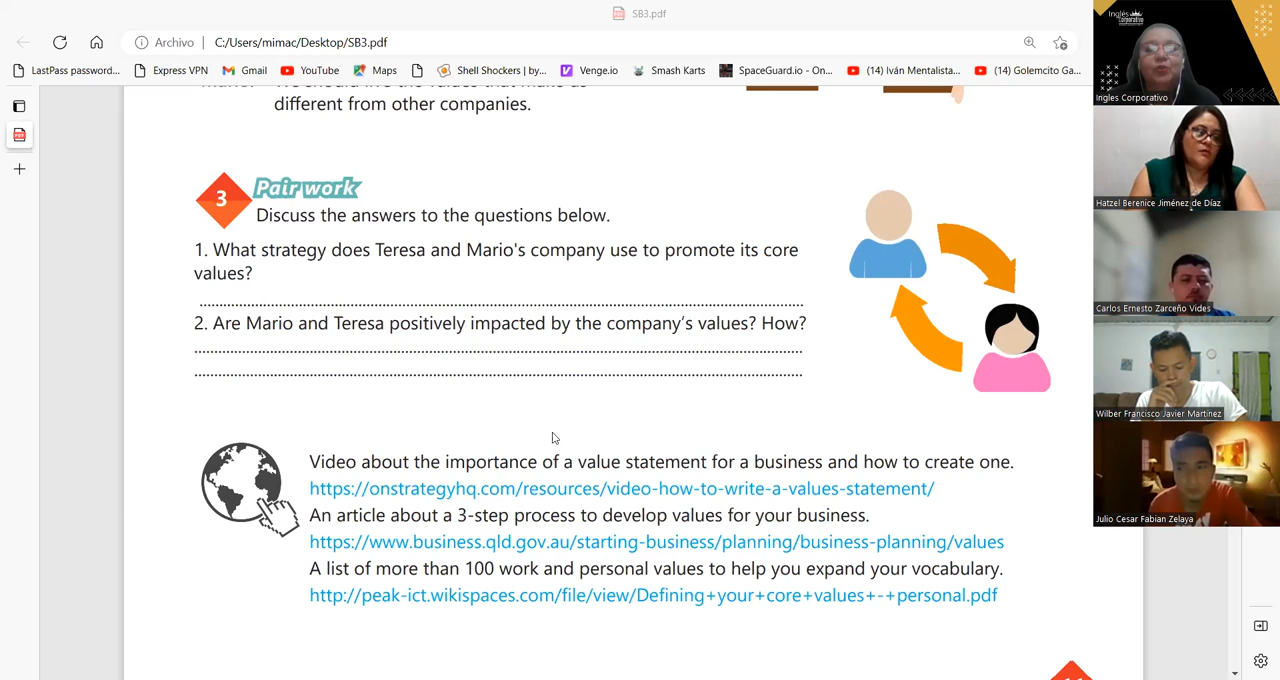 SB3.pdf
Archivo | C:/Users/mimac/Desktop/SB3.pdf
LastPass password... Express VPN Gmail YouTube Maps Shell Shockers | by... Venge.io Smash Karts SpaceGuard.io - On... (14) Iván Mentalista... (14) Golemcito Ga...
different from other companies.
3 Pair work
Discuss the answers to the questions below.
1. What strategy does Teresa and Mario's company use to promote its core
values?
2. Are Mario and Teresa positively impacted by the company's values? How?
Video about the importance of a value statement for a business and how to create one.
https://onstrategyhq.com/resources/video-how-to-write-a-values-statement/
An article about a 3-step process to develop values for your business.
https://www.business.qld.gov.au/starting-business/planning/business-planning/values
A list of more than 100 work and personal values to help you expand your vocabulary.
http://peak-ict.wikispaces.com/file/view/Defining+your+core+values+-+personal.pdf
Inglés
Corporativo
Ingles Corporativo
Hatzel Berenice Jiménez de Díaz
Carlos Ernesto Zarceño Vides
Wilber Francisco Javier Martínez
Julio Cesar Fabian Zelaya